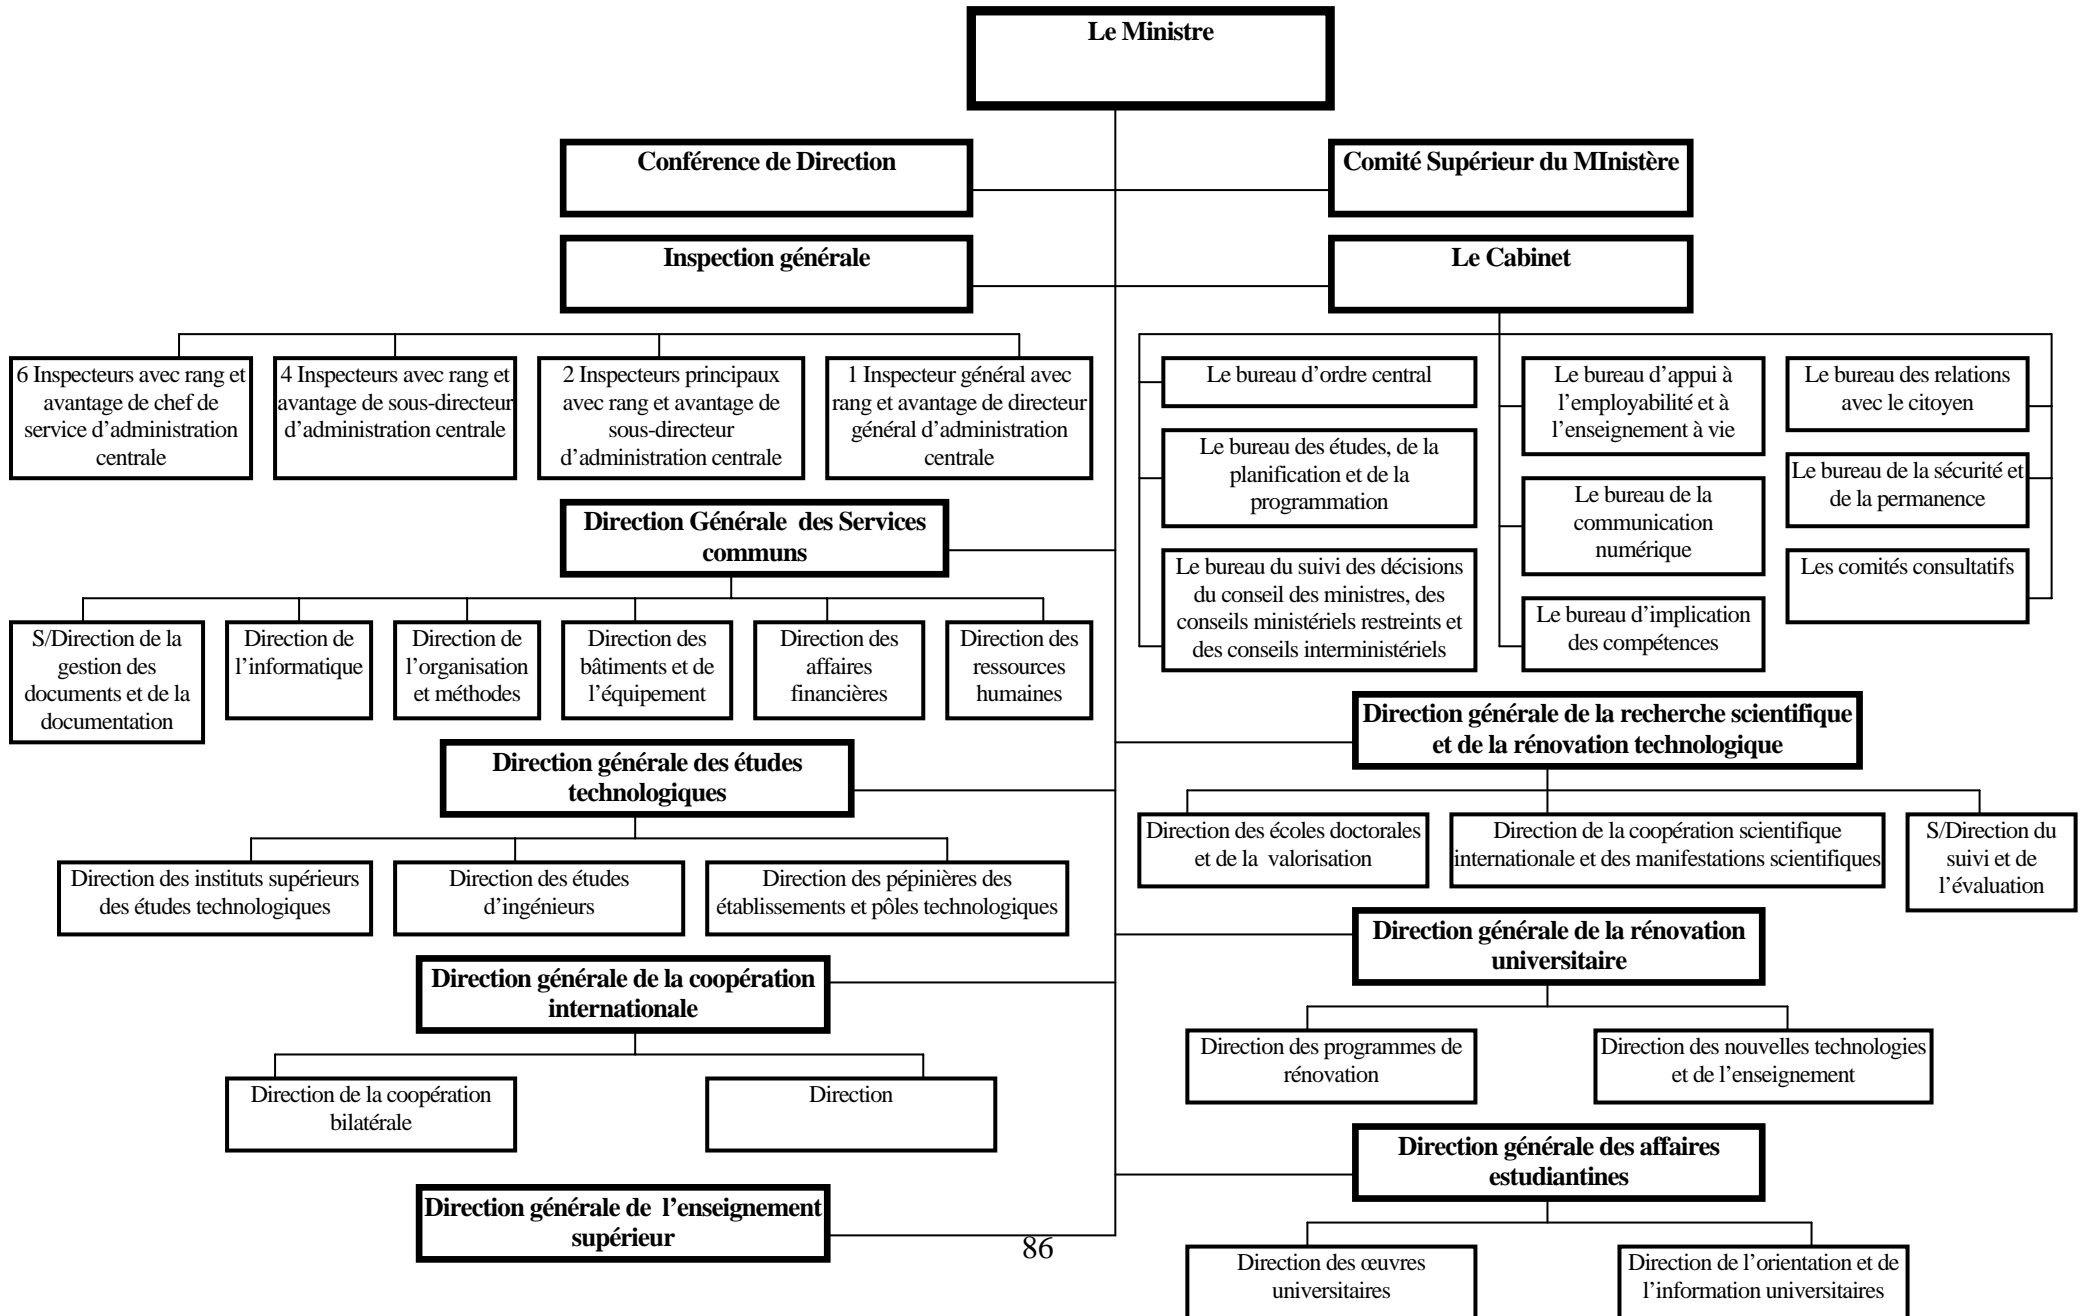 Le Ministre
Conférence de Direction
Comité Supérieur du MInistère
Inspection générale
Le Cabinet
6 Inspecteurs avec rang et
avantage de chef de
service d’administration
centrale
4 Inspecteurs avec rang et
avantage de sous-directeur
d’administration centrale
2 Inspecteurs principaux
avec rang et avantage de
sous-directeur
d’administration centrale
1 Inspecteur général avec
rang et avantage de directeur
général d’administration
centrale
Le bureau d’ordre central
Le bureau des études, de la
planification et de la
programmation
Le bureau du suivi des décisions
du conseil des ministres, des
conseils ministériels restreints et
des conseils interministériels
Le bureau d’appui à
l’employabilité et à
l’enseignement à vie
Le bureau de la
communication
numérique
Le bureau d’implication
des compétences
Le bureau des relations
avec le citoyen
Le bureau de la sécurité et
de la permanence
Les comités consultatifs
Direction Générale  des Services
communs
S/Direction de la
gestion des
documents et de la
documentation
Direction de
l’informatique
Direction de
l’organisation
et méthodes
Direction des
bâtiments et de
l’équipement
Direction des
affaires
financières
Direction des
ressources
humaines
Direction générale de la recherche scientifique
et de la rénovation technologique
Direction des écoles doctorales
et de la  valorisation
Direction de la coopération scientifique
internationale et des manifestations scientifiques
S/Direction du
suivi et de
l’évaluation
Direction générale des études
technologiques
Direction des instituts supérieurs
des études technologiques
Direction des études
d’ingénieurs
Direction des pépinières des
établissements et pôles technologiques
Direction générale de la rénovation
universitaire
Direction des programmes de
rénovation
Direction des nouvelles technologies
et de l’enseignement
Direction générale de la coopération
internationale
Direction de la coopération
bilatérale
Direction
Direction générale des affaires
estudiantines
Direction des œuvres
universitaires
Direction de l’orientation et de
l’information universitaires
Direction générale de  l’enseignement
supérieur
86